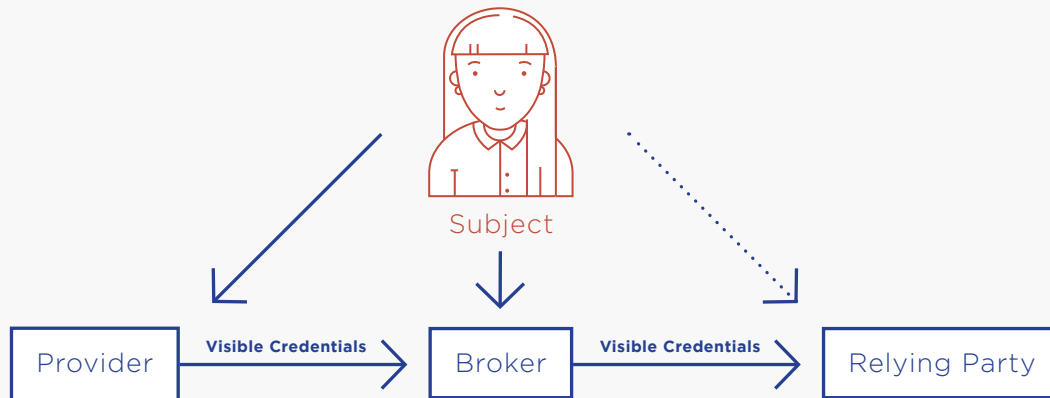 Subject
Provider
Visible Credentials
Broker
Visible Credentials
Relying Party